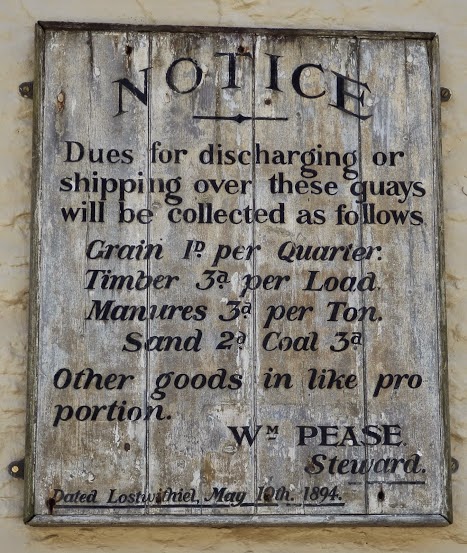 NOTICE
Dues for discharging or
shipping over these quays
will be collected as follows
Grain 1D per Quarter.
Timber 3d per Load.
Manures 3d per Ton.
Sand 2d Coal 3d
Other goods in like pro
portion.
WM PEASE.
Steward.
Dated Lostwithiel, May 10th. 1894.